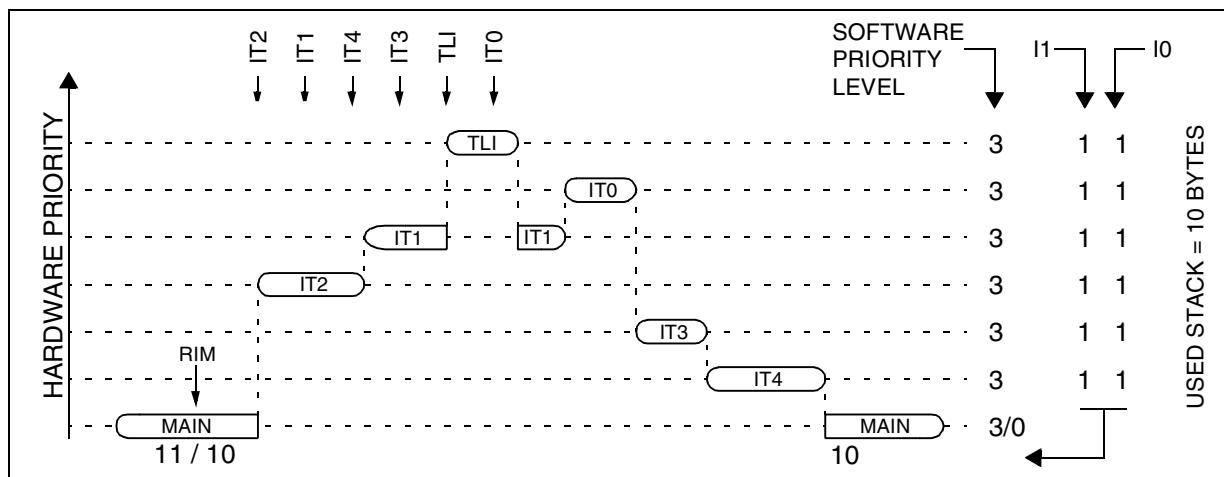 IT2
IT1
IT4
IT3
TLI
IT0
SOFTWARE
PRIORITY
LEVEL
I1
I0
HARDWARE PRIORITY
TLI
3
1 1
IT0
3
1 1
IT1
IT1
3
1 1
IT2
3
1 1
IT3
3
1 1
RIM
IT4
3
1 1
MAIN
MAIN
3/0
11 / 10
10
USED STACK = 10 BYTES